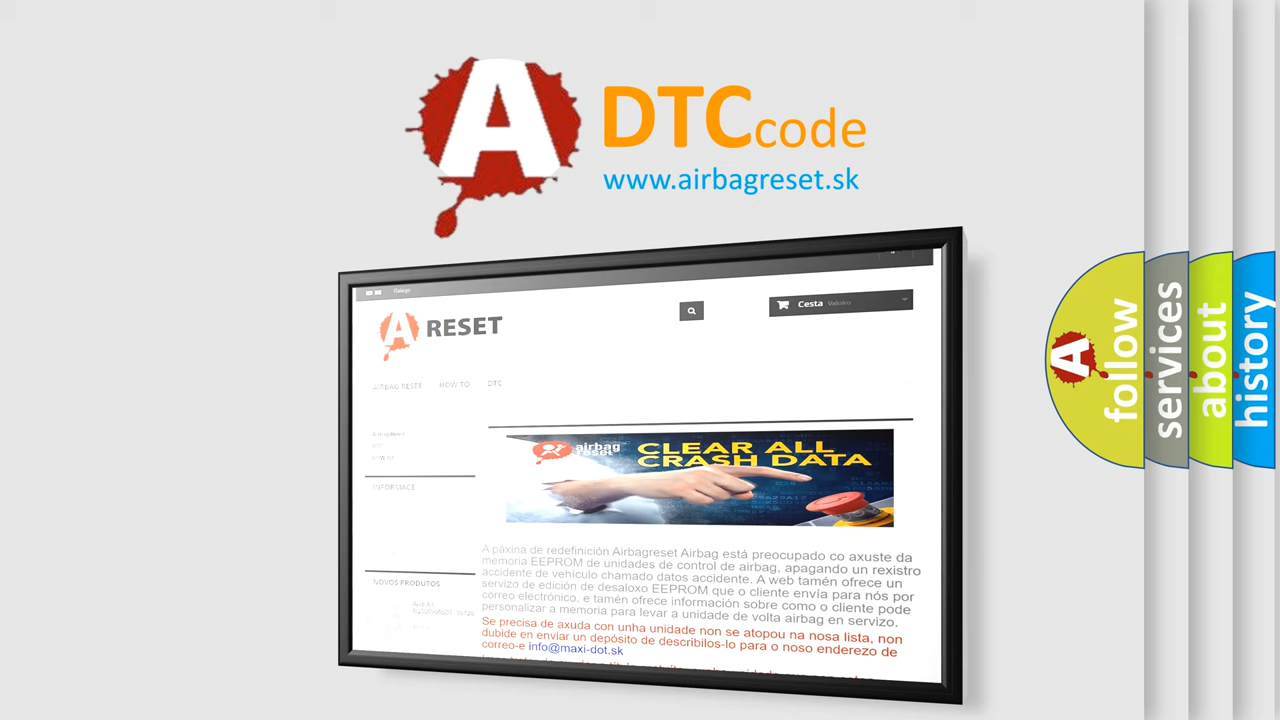 A
DTCcode
www.airbagreset.sk
Galego
A RESET
Cesta Valeiro
AIRBAG RESET HOW TO DTC
INFORMACE
NOVOS PRODUTOS
airbag
reset
CLEAR ALL
CRASH DATA
A páxina de redefinición Airbagreset Airbag está preocupado co axuste da
memoria EEPROM de unidades de control de airbag, apagando un rexistro
accidente de vehículo chamado datos accidente. A web tamén ofrece un
servizo de edición de desaloxo EEPROM que o cliente envía para nós por
correo electrónico, e tamén ofrece información sobre como o cliente pode
personalizar a memoria para levar a unidade de volta airbag en servizo.
Se precisa de axuda con unha unidade non se atopou na nosa lista, non
dubide en enviar un depósito de describilos-lo para o noso enderezo de
correo-e info@maxi-dot.sk
A
follow
services
about
history